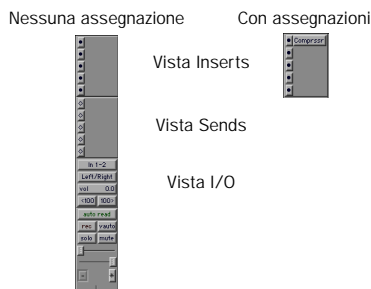 Nessuna assegnazione
Con assegnazioni
Comprssr
Vista Inserts
Vista Sends
In 1-2
Left/Right
Vista I/O
vol 0.0
<100 100>
auto read
rec vauto
solo mute